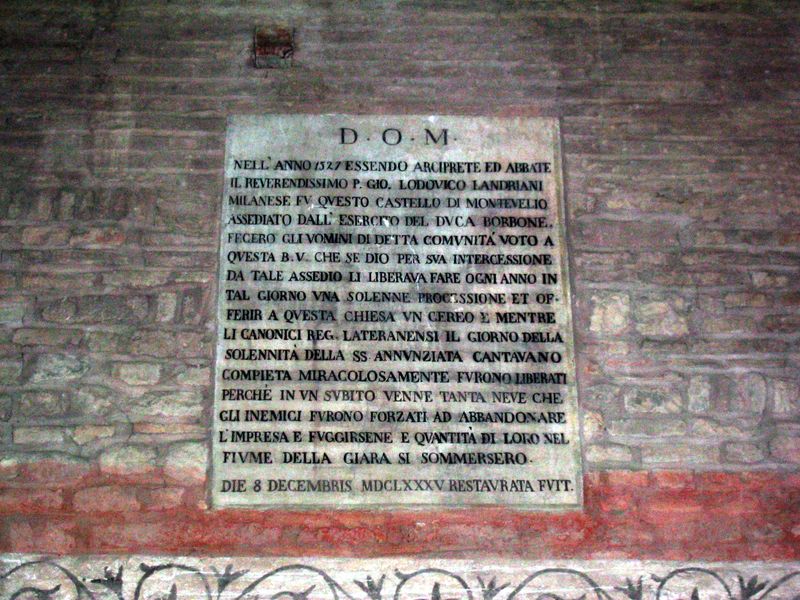 D·O·M·
NELL'ANNO 1527 ESSENDO ARCIPRETE ED ABBATE
IL REVERENDISSIMO P. GIO. LODOVICO LANDRIANI
MILANESE FV QVESTO CASTELLO DI MONTEVELIO
ASSEDIATO DALL'ESERCITO DEL DVCA BORBONE.
FECERO GLI VOMINI DI DETTA COMVNITÁ VOTO A
QVESTA B.V. CHE SE DIO PER SVA INTERCESSIONE
DA TALE ASSEDIO LI LIBERAVA FARE OGNI ANNO IN
TAL GIORNO VNA SOLENNE PROCESSIONE ET OF-
FERIR A QVESTA CHIESA VN CEREO E MENTRE
LI CANONICI REG. LATERANENSI IL GIORNO DELLA
SOLENNITÀ DELLA SS ANNVNZIATA CANTAVANO
COMPIETA MIRACOLOSAMENTE FVRONO LIBERATI
PERCHÈ IN VN SVBITO VENNE TANTA NEVE CHE
GLI INEMICI FVRONO FORZATI AD ABBANDONARE
L'IMPRESA E FVGGIRSENE E QVANTITÀ DI LORO NEL
FIVME DELLA GIARA SI SOMMERSERO.
DIE 8 DECEMBRIS MDCLXXXV RESTAVRATA FVIT.